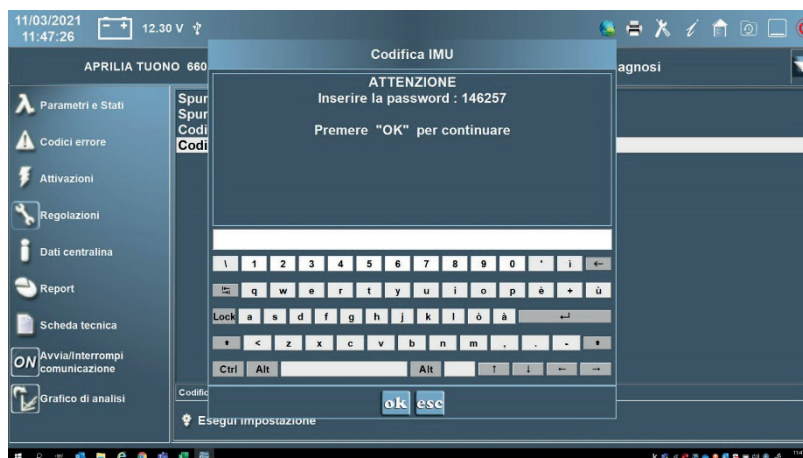 11/03/2021
11:47:26
- +
12.30 V
Codifica IMU
APRILIA TUONO 660
agnosi
ATTENZIONE
Inserire la password : 146257
Premere "OK" per continuare
Parametri e Stati
Codici errore
Attivazioni
Regolazioni
Dati centralina
Report
Scheda tecnica
ON Avvia/Interrompi
comunicazione
Grafico di analisi
Spur
Spur
Codi
Codi
\ 1 2 3 4 5 6 7 8 9 0 ' ì ←
q w e r t y u i o p è + ù
Lock a s d f g h j k l ò à
< z x c v b n m , . -
Ctrl Alt Alt ↑ ↓ ← →
ok esc
Codific
Esegui impostazione